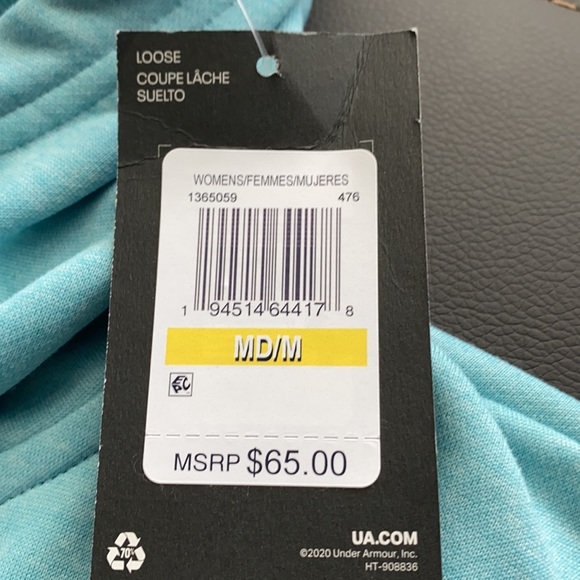 LOOSE
COUPE LÂCHE
SUELTO
WOMENS/FEMMES/MUJERES
1365059 476
1 94514 64417 8
MD/M
MSRP $65.00
70%
UA.COM
©2020 Under Armour, Inc.
HT-908836